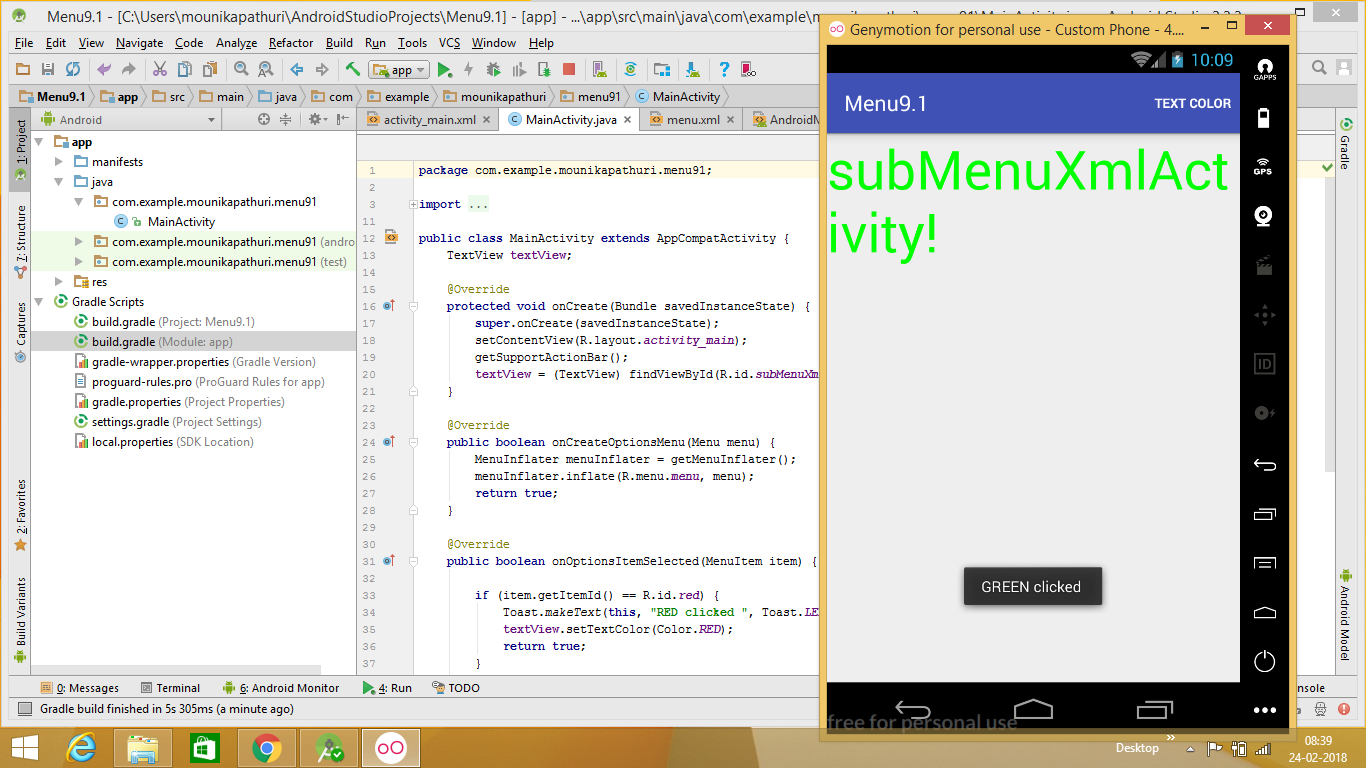 Menu9.1 - [C:\Users\mounikapathuri\AndroidStudioProjects\Menu9.1] - [app] - ...\app\src\main\java\com\example\
File Edit View Navigate Code Analyze Refactor Build Run Tools VCS Window Help
app
Menu9.1 app src main java com example mounikapathuri menu91 MainActivity
Android
activity_main.xml MainActivity.java menu.xml
1: Project
7: Structure
Captures
2: Favorites
Build Variants
app
manifests
java
com.example.mounikapathuri.menu91
MainActivity
com.example.mounikapathuri.menu91 (andro
com.example.mounikapathuri.menu91 (test)
res
Gradle Scripts
build.gradle (Project: Menu9.1)
build.gradle (Module: app)
gradle-wrapper.properties (Gradle Version)
proguard-rules.pro (ProGuard Rules for app)
gradle.properties (Project Properties)
settings.gradle (Project Settings)
local.properties (SDK Location)
1 package com.example.mounikapathuri.menu91;
2
3 import ...
11
12 public class MainActivity extends AppCompatActivity {
13 TextView textView;
14
15 @Override
16 protected void onCreate(Bundle savedInstanceState) {
17 super.onCreate(savedInstanceState);
18 setContentView(R.layout.activity_main);
19 getSupportActionBar();
20 textView = (TextView) findViewById(R.id.subMenuXm
21 }
22
23 @Override
24 public boolean onCreateOptionsMenu(Menu menu) {
25 MenuInflater menuInflater = getMenuInflater();
26 menuInflater.inflate(R.menu.menu, menu);
27 return true;
28 }
29
30 @Override
31 public boolean onOptionsItemSelected(MenuItem item) {
32
33 if (item.getItemId() == R.id.red) {
34 Toast.makeText(this, "RED clicked ", Toast.LE
35 textView.setTextColor(Color.RED);
36 return true;
37 }
Genymotion for personal use - Custom Phone - 4....
10:09
Menu9.1
TEXT COLOR
subMenuXmlAct
ivity!
GREEN clicked
free for personal use
GAPPS
GPS
ID
Gradle
Android Model
0: Messages Terminal 6: Android Monitor 4: Run TODO
nsole
Gradle build finished in 5s 305ms (a minute ago)
Desktop
08:39
24-02-2018